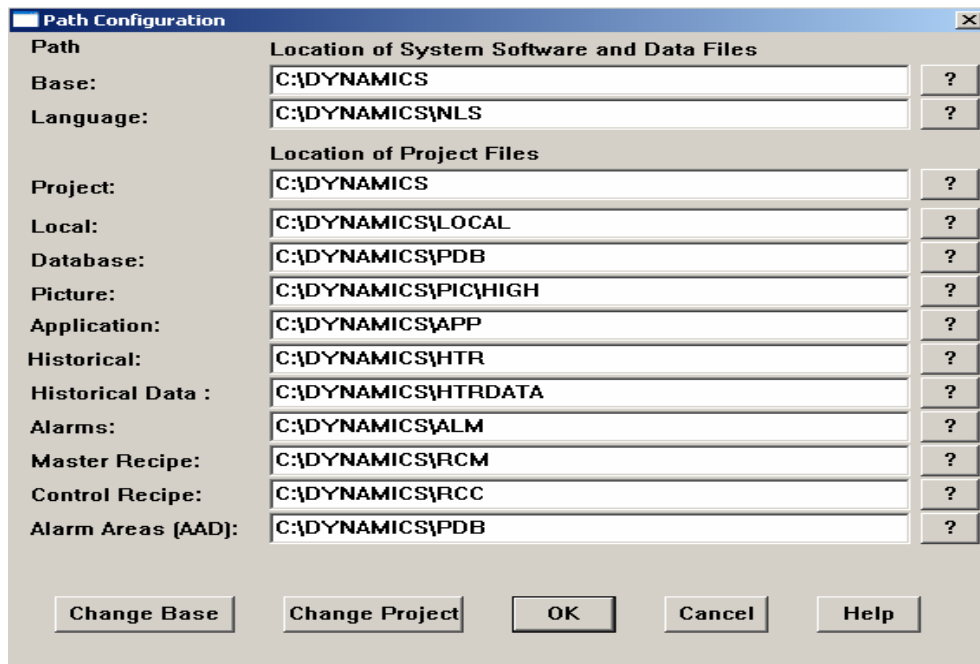 Path Configuration
Path Location of System Software and Data Files
Base: C:\DYNAMICS ?
Language: C:\DYNAMICS\NLS ?
Location of Project Files
Project: C:\DYNAMICS ?
Local: C:\DYNAMICS\LOCAL ?
Database: C:\DYNAMICS\PDB ?
Picture: C:\DYNAMICS\PIC\HIGH ?
Application: C:\DYNAMICS\APP ?
Historical: C:\DYNAMICS\HTR ?
Historical Data : C:\DYNAMICS\HTRDATA ?
Alarms: C:\DYNAMICS\ALM ?
Master Recipe: C:\DYNAMICS\RCM ?
Control Recipe: C:\DYNAMICS\RCC ?
Alarm Areas (AAD): C:\DYNAMICS\PDB ?
Change Base Change Project OK Cancel Help